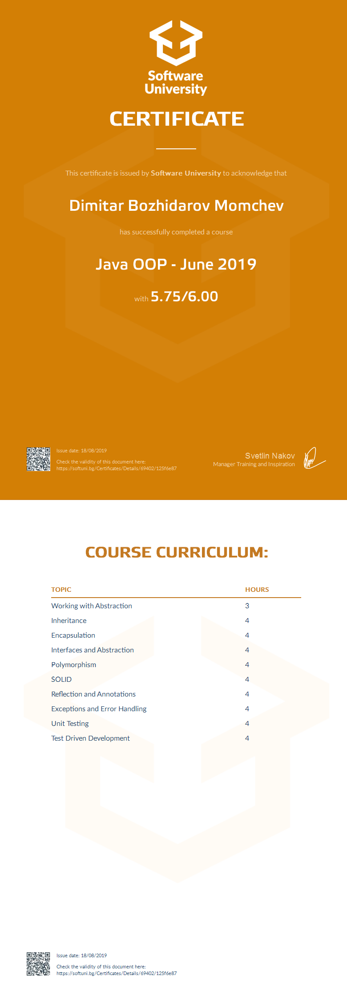 Software
University
CERTIFICATE
This certificate is issued by Software University to acknowledge that
Dimitar Bozhidarov Momchev
has successfully completed a course
Java OOP - June 2019
with 5.75/6.00
Issue date: 18/08/2019
Check the validity of this document here:
https://softuni.bg/Certificates/Details/69402/125f6e87
Svetlin Nakov
Manager Training and Inspiration
COURSE CURRICULUM:
TOPIC HOURS
Working with Abstraction 3
Inheritance 4
Encapsulation 4
Interfaces and Abstraction 4
Polymorphism 4
SOLID 4
Reflection and Annotations 4
Exceptions and Error Handling 4
Unit Testing 4
Test Driven Development 4
Issue date: 18/08/2019
Check the validity of this document here:
https://softuni.bg/Certificates/Details/69402/125f6e87